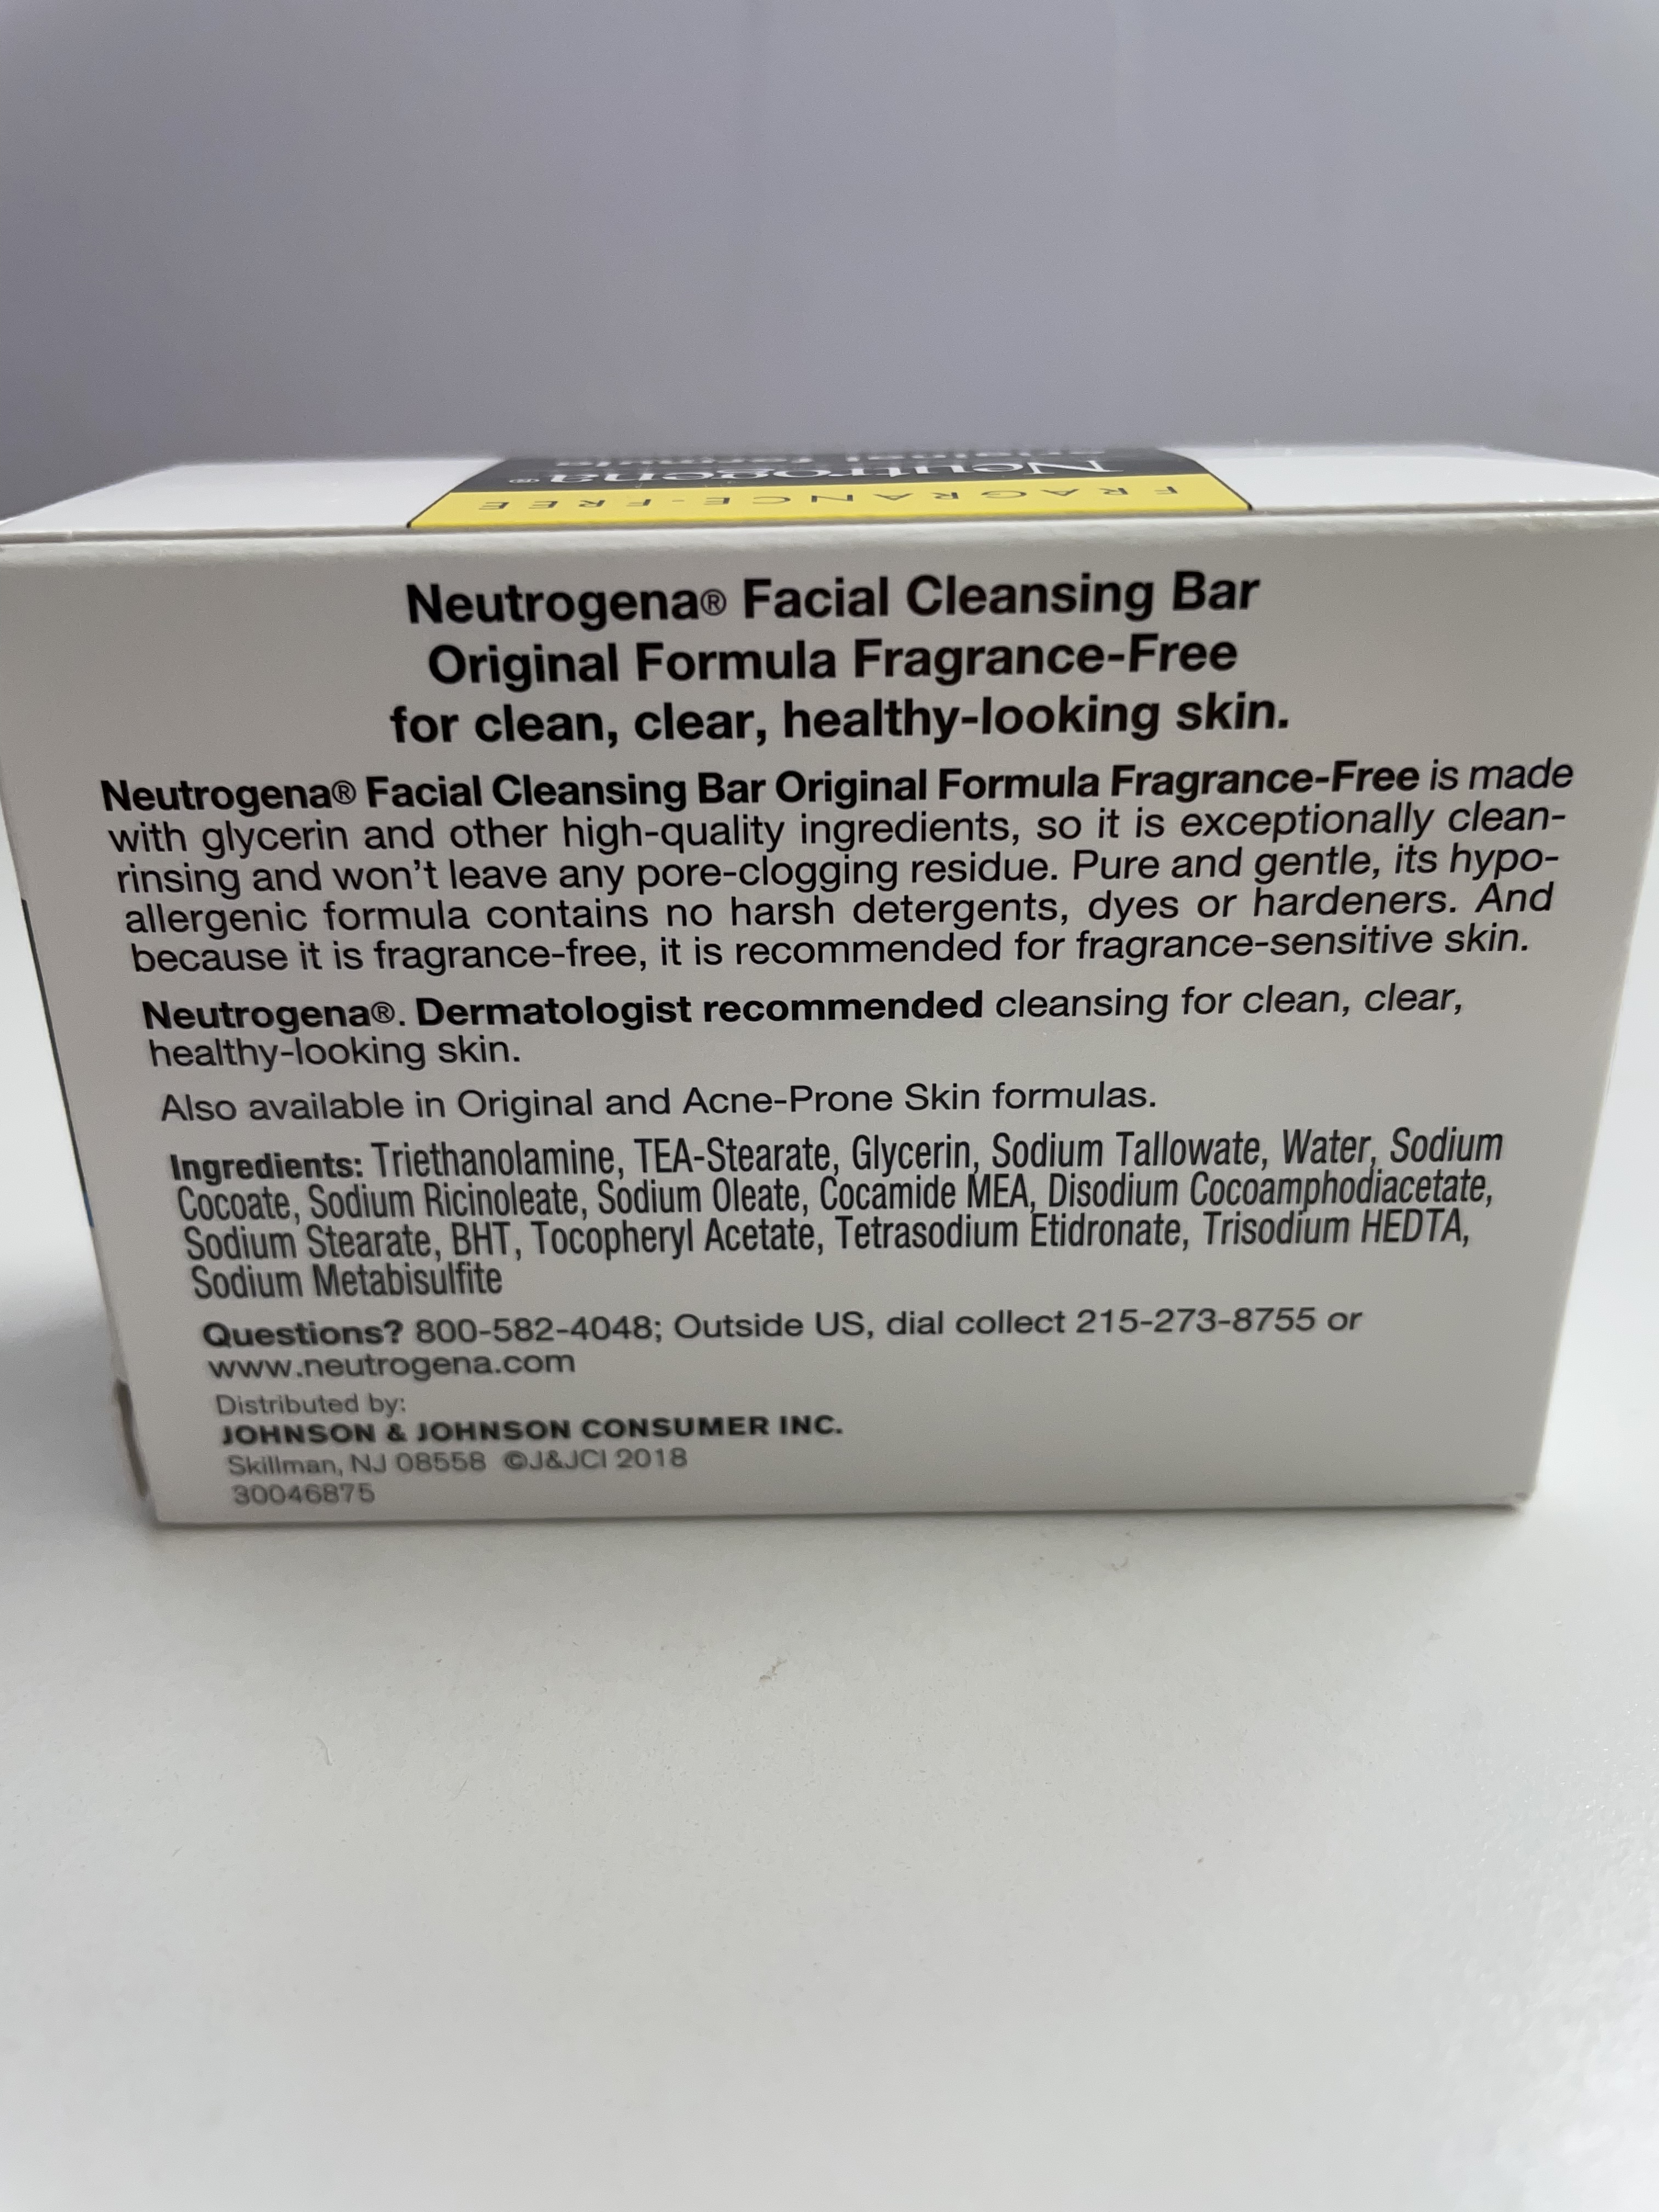 Neutrogena®
FRAGRANCE-FREE
Neutrogena® Facial Cleansing Bar
Original Formula Fragrance-Free
for clean, clear, healthy-looking skin.
Neutrogena® Facial Cleansing Bar Original Formula Fragrance-Free is made
with glycerin and other high-quality ingredients, so it is exceptionally clean-
rinsing and won't leave any pore-clogging residue. Pure and gentle, its hypo-
allergenic formula contains no harsh detergents, dyes or hardeners. And
because it is fragrance-free, it is recommended for fragrance-sensitive skin.
Neutrogena®. Dermatologist recommended cleansing for clean, clear,
healthy-looking skin.
Also available in Original and Acne-Prone Skin formulas.
Ingredients: Triethanolamine, TEA-Stearate, Glycerin, Sodium Tallowate, Water, Sodium
Cocoate, Sodium Ricinoleate, Sodium Oleate, Cocamide MEA, Disodium Cocoamphodiacetate,
Sodium Stearate, BHT, Tocopheryl Acetate, Tetrasodium Etidronate, Trisodium HEDTA,
Sodium Metabisulfite
Questions? 800-582-4048; Outside US, dial collect 215-273-8755 or
www.neutrogena.com
Distributed by:
JOHNSON & JOHNSON CONSUMER INC.
Skillman, NJ 08558 ©J&JCI 2018
30046875